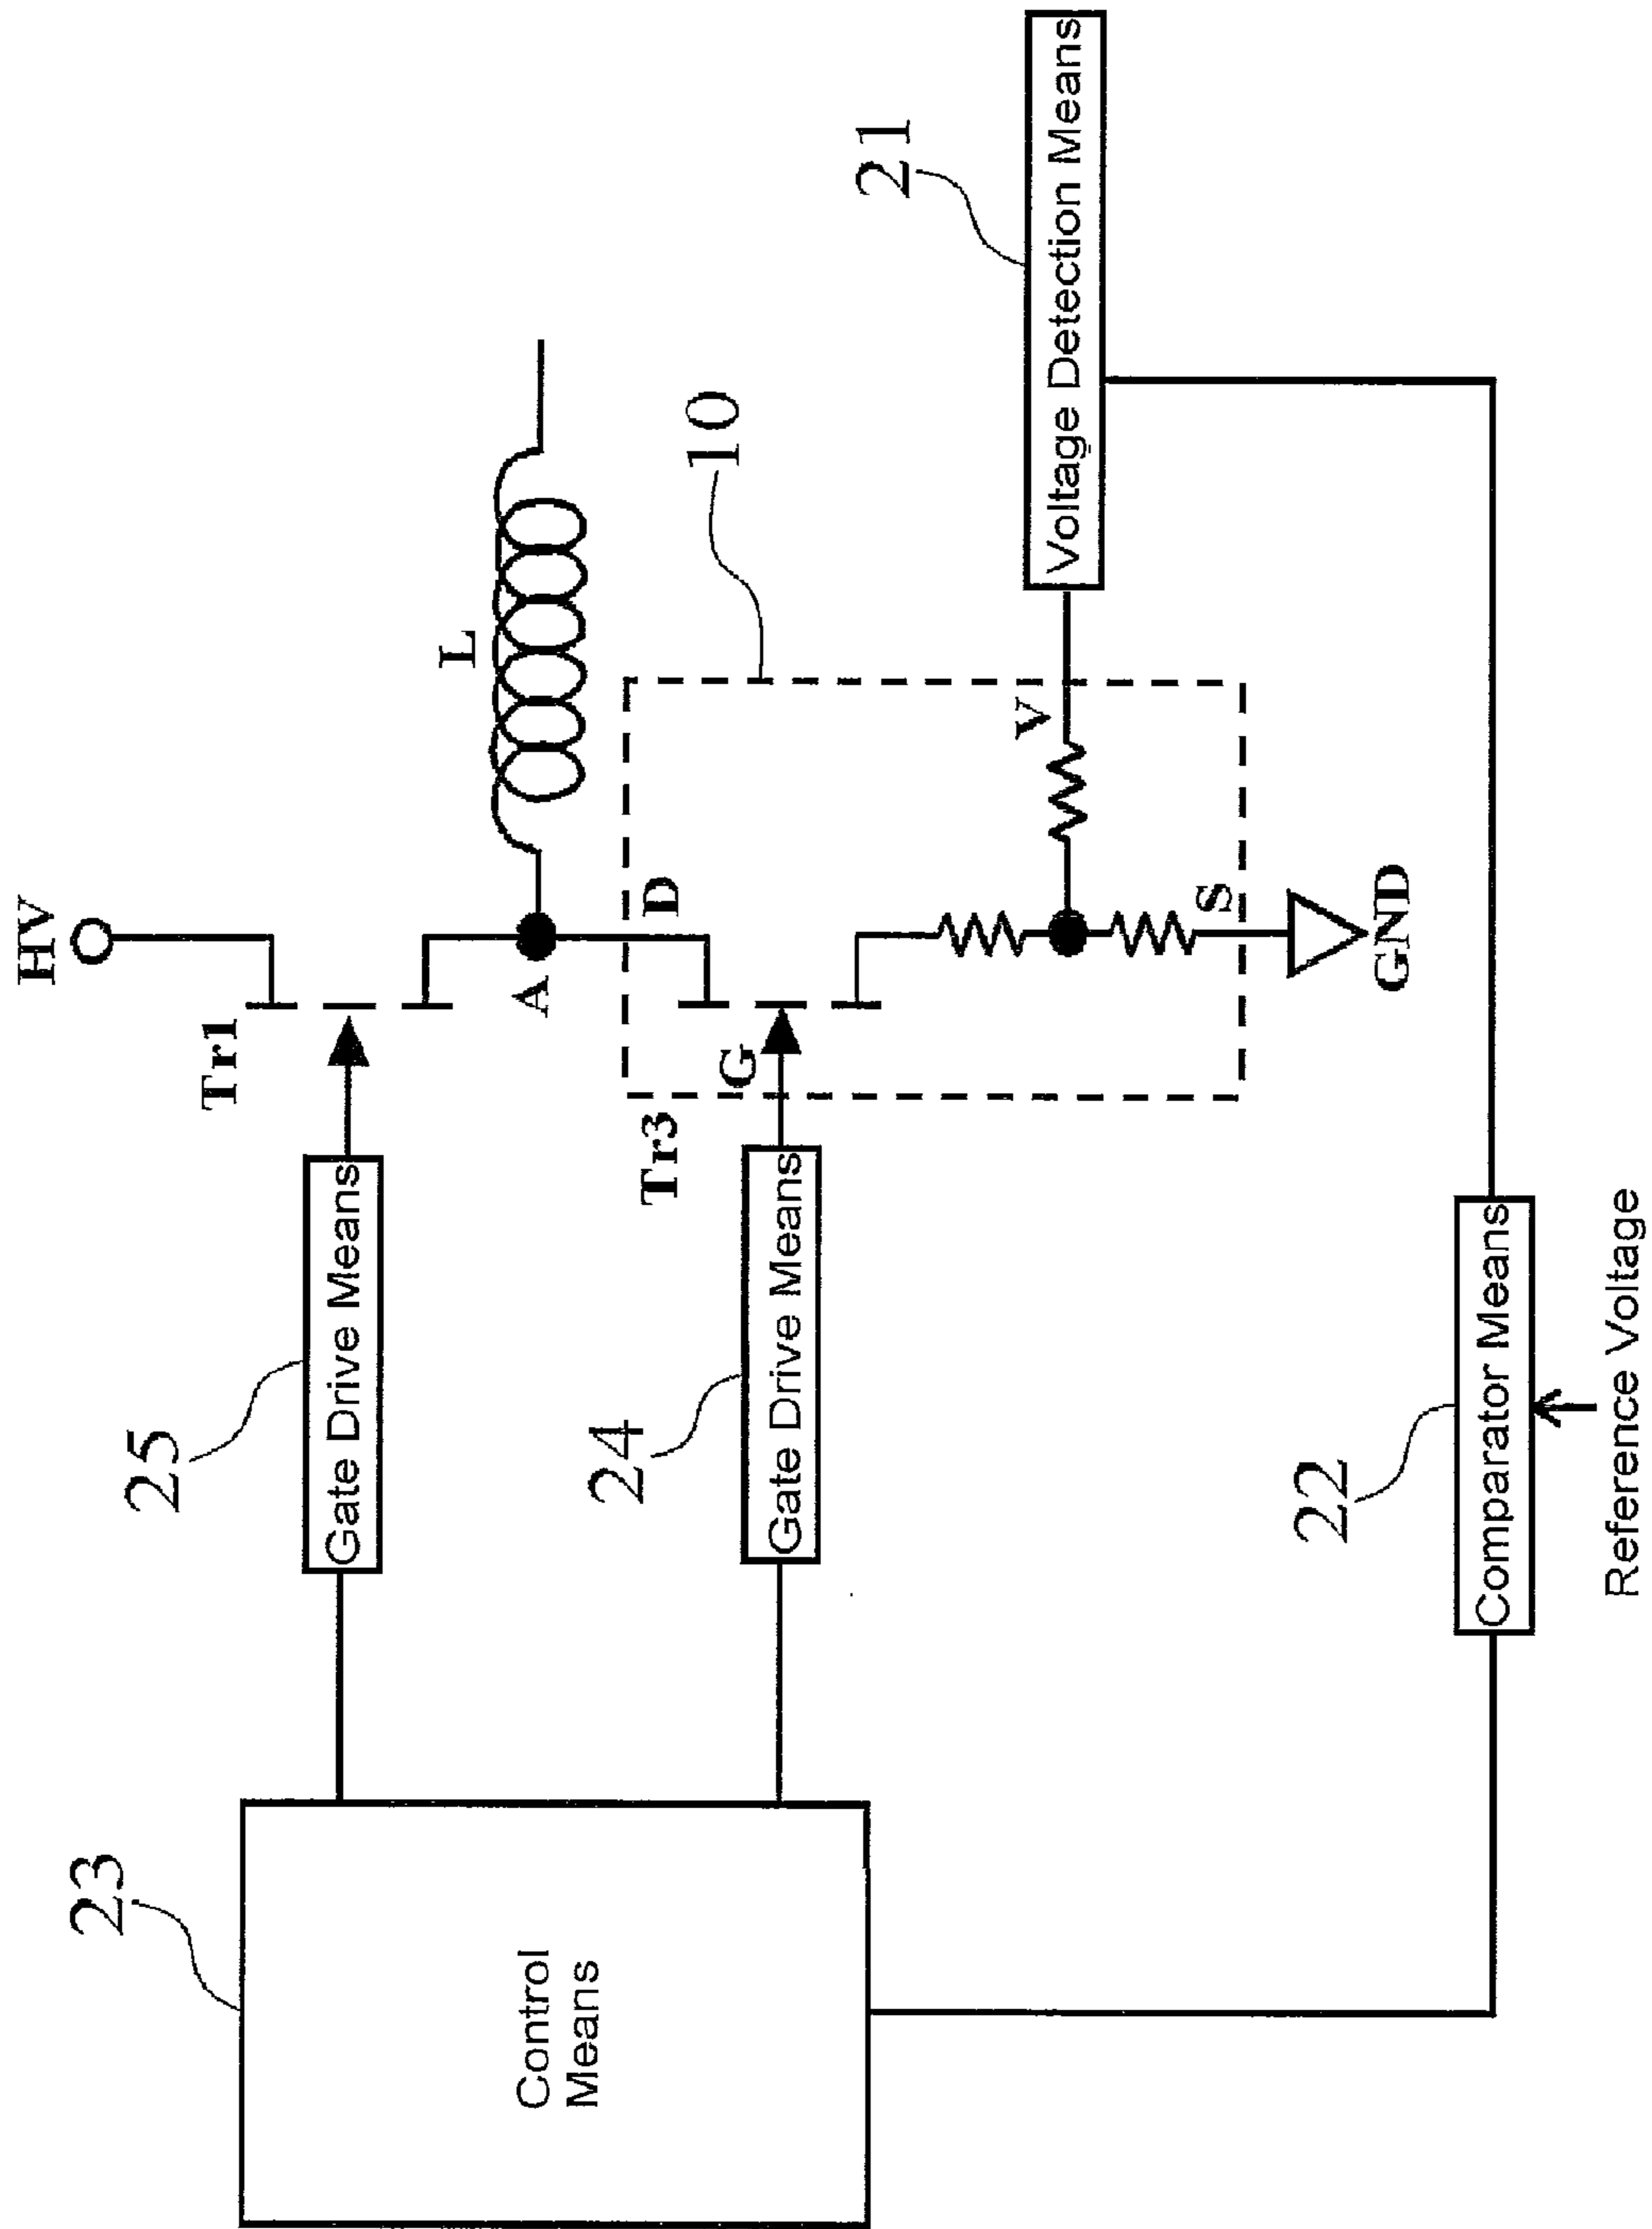 23
Control
Means
25
Gate Drive Means
24
Gate Drive Means
22
Comparator Means
Reference Voltage
HV
Tr1
A
L
Tr3
G
D
10
V
S
GND
21
Voltage Detection Means